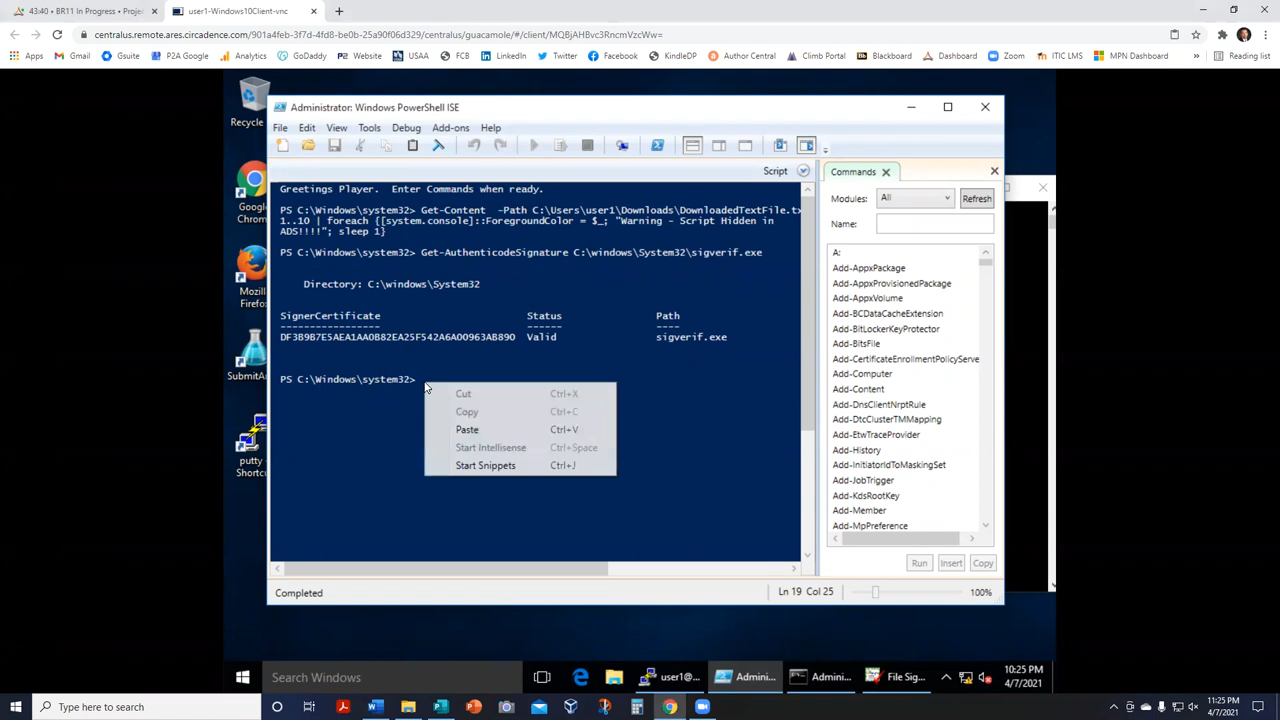 43:40 • BR11 In Progress • Proje
user1-Windows10Client-vnc
centralus.remote.ares.circadence.com/901a4feb-3f7d-4fd8-be0b-25a90f06d329/centralus/guacamole/#/client/MQBjAHBvc3RncmVzcWw=
Apps Gmail Gsuite P2A Google Analytics GoDaddy Website USAA FCB LinkedIn Twitter Facebook KindleDP Author Central Climb Portal Blackboard Dashboard Zoom ITIC LMS MPN Dashboard » Reading list
Recycle
Google
Chrom
Mozill
Firefo
SubmitAn
putty -
Shortc
Administrator: Windows PowerShell ISE
File Edit View Tools Debug Add-ons Help
Script
Greetings Player. Enter Commands when ready.
PS C:\Windows\system32> Get-Content -Path C:\Users\user1\Downloads\DownloadedTextFile.tx
1..10 | foreach {[system.console]::ForegroundColor = $_; "Warning - Script Hidden in
ADS!!!!"; sleep 1}
PS C:\Windows\system32> Get-AuthenticodeSignature C:\windows\System32\sigverif.exe
Directory: C:\windows\System32
SignerCertificate Status Path
----------------- ------ ----
DF3B9B7E5AEA1AA0B82EA25F542A6A00963AB890 Valid sigverif.exe
PS C:\Windows\system32>
Cut Ctrl+X
Copy Ctrl+C
Paste Ctrl+V
Start Intellisense Ctrl+Space
Start Snippets Ctrl+J
Commands
Modules: All Refresh
Name:
A:
Add-AppxPackage
Add-AppxProvisionedPackage
Add-AppxVolume
Add-BCDataCacheExtension
Add-BitLockerKeyProtector
Add-BitsFile
Add-CertificateEnrollmentPolicyServe
Add-Computer
Add-Content
Add-DnsClientNrptRule
Add-DtcClusterTMMapping
Add-EtwTraceProvider
Add-History
Add-InitiatorIdToMaskingSet
Add-JobTrigger
Add-KdsRootKey
Add-Member
Add-MpPreference
Run Insert Copy
Completed
Ln 19 Col 25
100%
Search Windows
user1@...
Admini...
Admini...
File Sig...
10:25 PM
4/7/2021
Type here to search
11:25 PM
4/7/2021